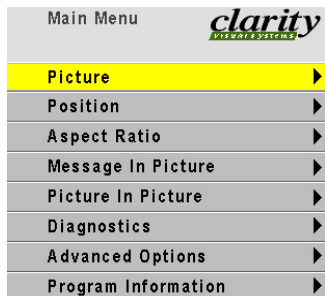 Main Menu
clarity
VISUAL SYSTEMS
Picture
Position
Aspect Ratio
Message In Picture
Picture In Picture
Diagnostics
Advanced Options
Program Information